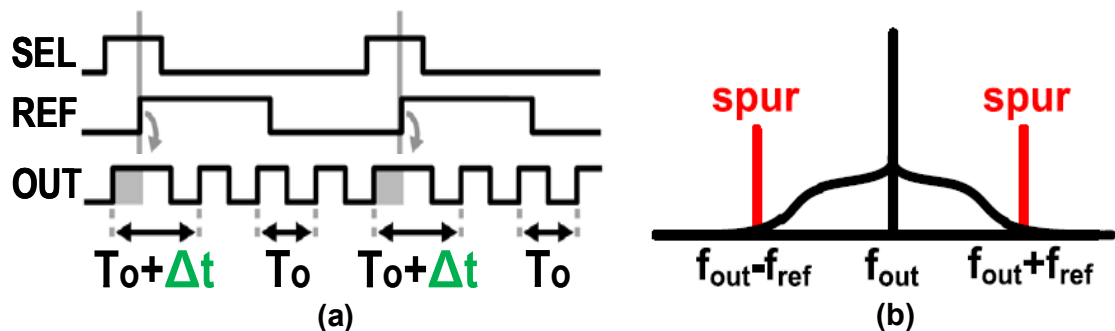 SEL
REF
OUT
To+Δt To To+Δt To
(a)
spur spur
fout-fref fout fout+fref
(b)